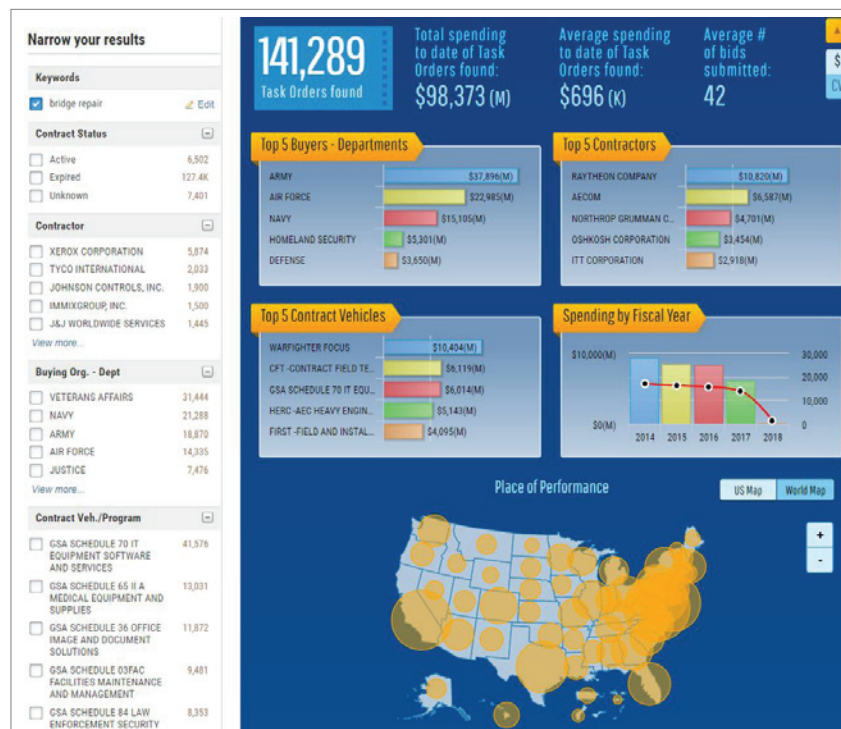 Narrow your results
Keywords
bridge repair
Edit
Contract Status
Active 6,502
Expired 127.4K
Unknown 7,401
Contractor
XEROX CORPORATION 5,874
TYCO INTERNATIONAL 2,033
JOHNSON CONTROLS, INC. 1,900
IMMIXGROUP, INC. 1,500
J&J WORLDWIDE SERVICES 1,445
View more...
Buying Org. - Dept
VETERANS AFFAIRS 31,444
NAVY 21,288
ARMY 18,870
AIR FORCE 14,335
JUSTICE 7,476
View more...
Contract Veh./Program
GSA SCHEDULE 70 IT 41,576
EQUIPMENT SOFTWARE
AND SERVICES
GSA SCHEDULE 65 II A 13,031
MEDICAL EQUIPMENT AND
SUPPLIES
GSA SCHEDULE 36 OFFICE 11,872
IMAGE AND DOCUMENT
SOLUTIONS
GSA SCHEDULE 03FAC 9,481
FACILITIES MAINTENANCE
AND MANAGEMENT
GSA SCHEDULE 84 LAW 8,353
ENFORCEMENT SECURITY
141,289
Task Orders found
Total spending
to date of Task
Orders found:
$98,373 (M)
Average spending
to date of Task
Orders found:
$696 (K)
Average #
of bids
submitted:
42
$
Top 5 Buyers - Departments
ARMY $37,896(M)
AIR FORCE $22,985(M)
NAVY $15,105(M)
HOMELAND SECURITY $5,301(M)
DEFENSE $3,650(M)
Top 5 Contractors
RAYTHEON COMPANY $10,820(M)
AECOM $6,587(M)
NORTHROP GRUMMAN C... $4,701(M)
OSHKOSH CORPORATION $3,454(M)
ITT CORPORATION $2,918(M)
Top 5 Contract Vehicles
WARFIGHTER FOCUS $10,404(M)
CFT -CONTRACT FIELD TE... $6,119(M)
GSA SCHEDULE 70 IT EQU... $6,014(M)
HERC -AEC HEAVY ENGIN... $5,143(M)
FIRST -FIELD AND INSTAL... $4,095(M)
Spending by Fiscal Year
$10,000(M) 30,000
20,000
10,000
$0(M) 0
2014 2015 2016 2017 2018
Place of Performance
US Map World Map
+
-